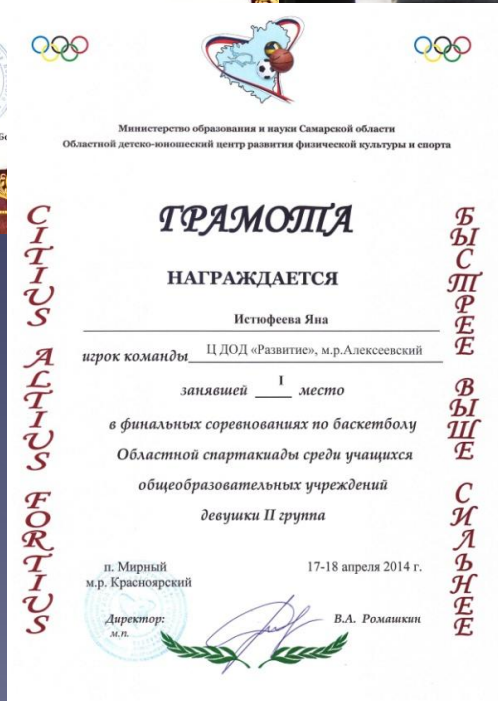 Министерство образования и науки Самарской области
Областной детско-юношеский центр развития физической культуры и спорта
ГРАМОТА
НАГРАЖДАЕТСЯ
Истюфеева Яна
игрок команды Ц ДОД «Развитие», м.р.Алексеевский
занявшей I место
в финальных соревнованиях по баскетболу
Областной спартакиады среди учащихся
общеобразовательных учреждений
девушки II группа
п. Мирный 17-18 апреля 2014 г.
м.р. Красноярский
Директор: В.А. Ромашкин
м.п.
CITIUS ALTIUS FORTIUS
БЫСТРЕЕ ВЫШЕ СИЛЬНЕЕ